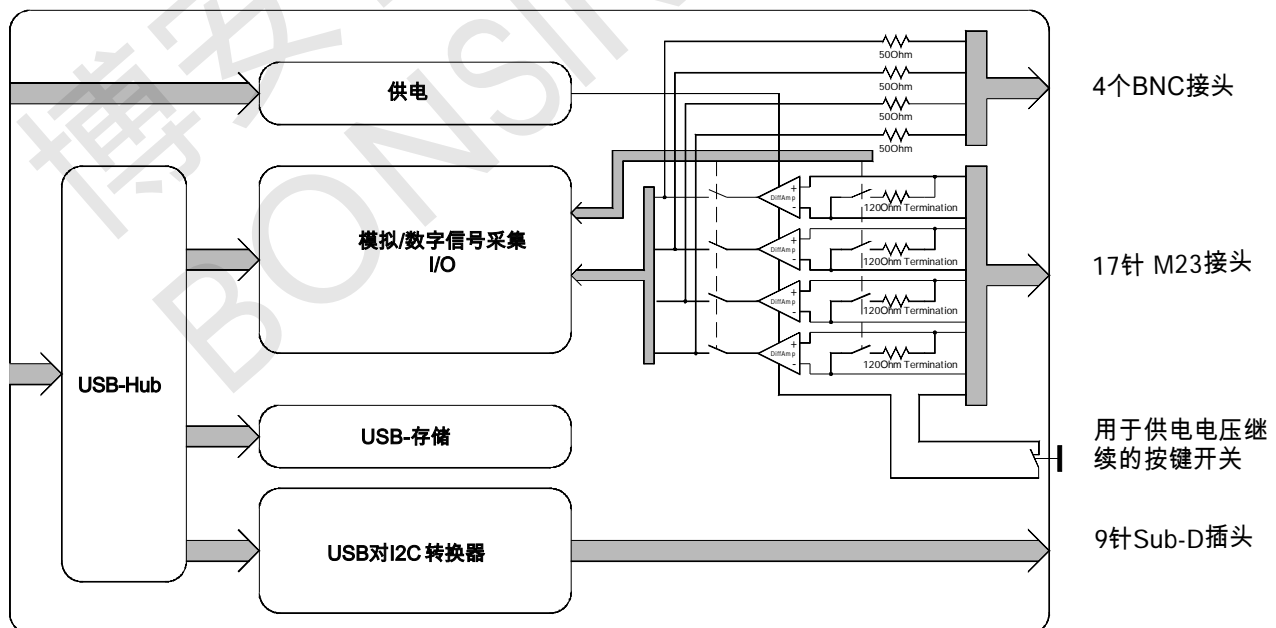 博安
BONSIN
供电
50Ohm
50Ohm
50Ohm
50Ohm
4个BNC接头
模拟/数字信号采集
I/O
+
DiffAmp
-
120Ohm Termination
+
DiffAmp
-
120Ohm Termination
+
DiffAmp
-
120Ohm Termination
+
DiffAmp
-
120Ohm Termination
17针 M23接头
USB-Hub
USB-存储
用于供电电压继
续的按键开关
USB对I2C 转换器
9针Sub-D插头